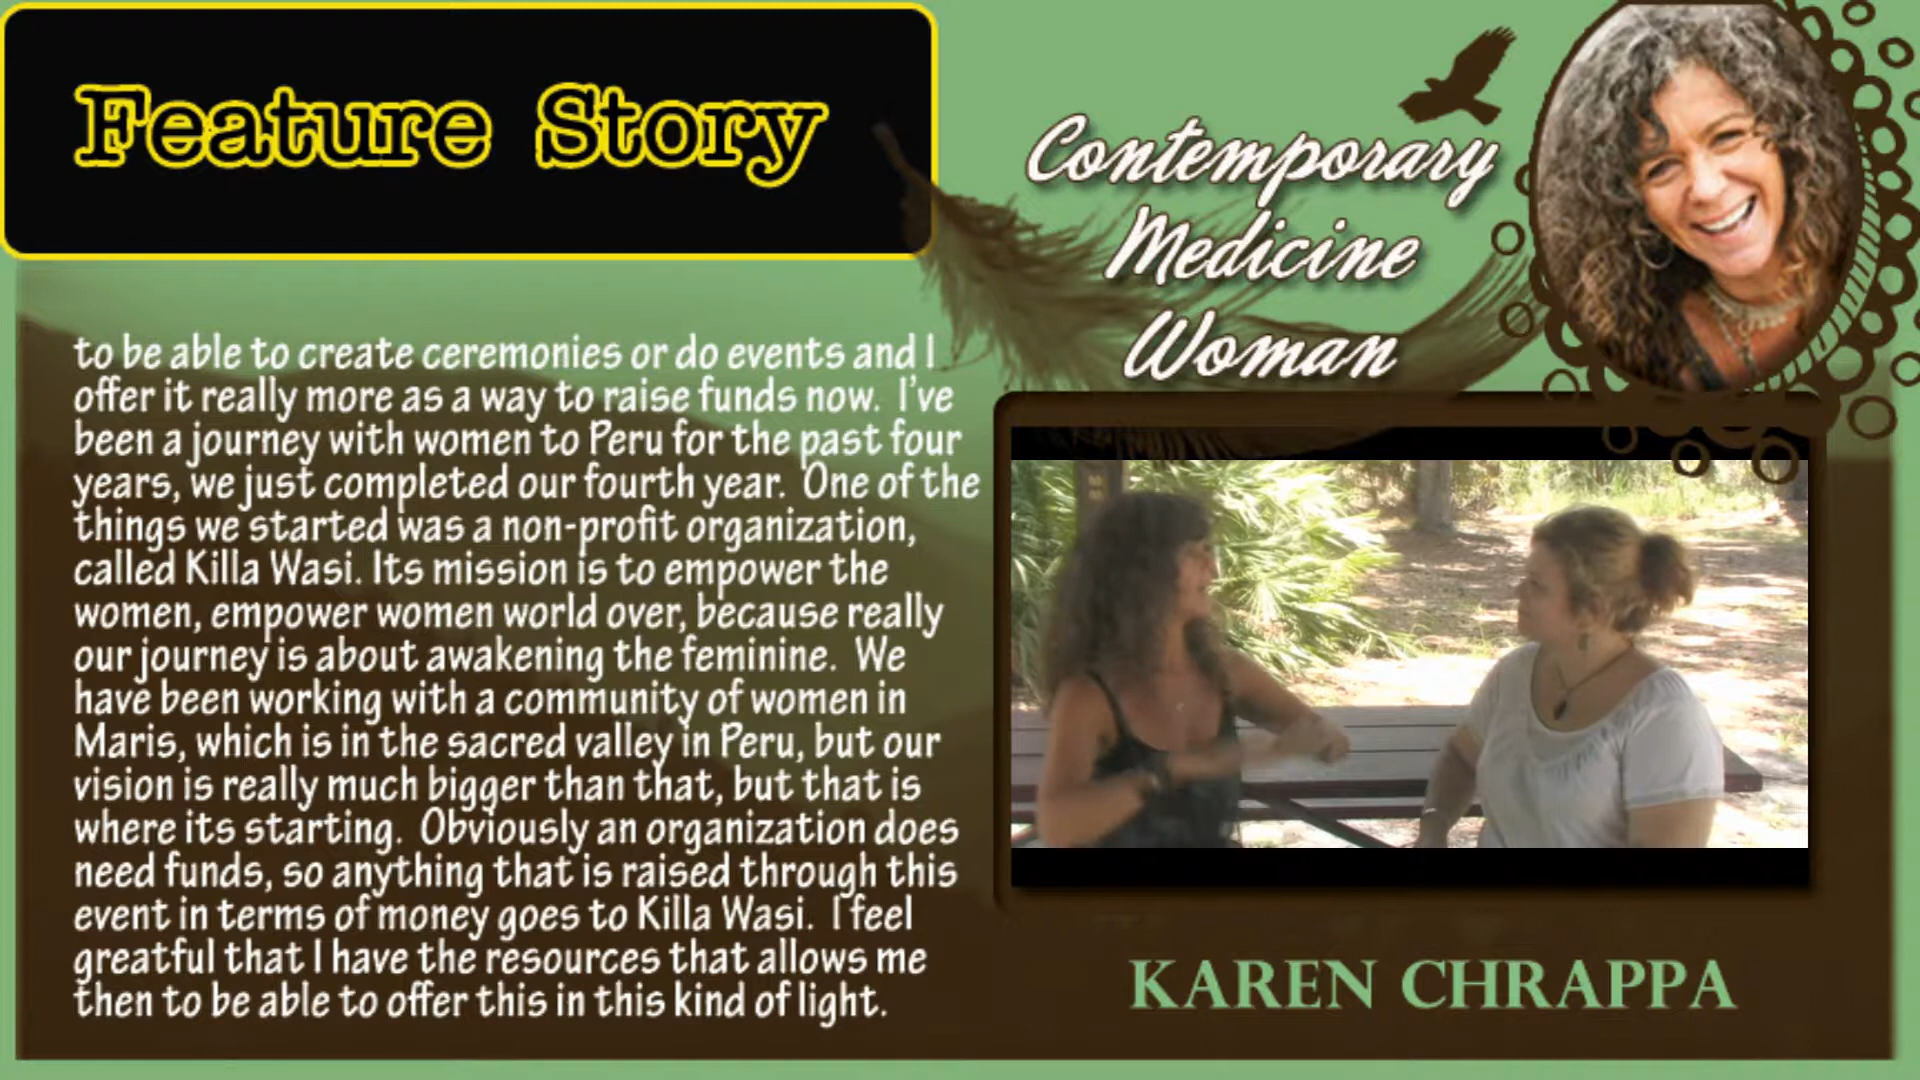 Feature Story
Contemporary
Medicine
Woman
to be able to create ceremonies or do events and I
offer it really more as a way to raise funds now. I've
been a journey with women to Peru for the past four
years, we just completed our fourth year. One of the
things we started was a non-profit organization,
called Killa Wasi. Its mission is to empower the
women, empower women world over, because really
our journey is about awakening the feminine. We
have been working with a community of women in
Maris, which is in the sacred valley in Peru, but our
vision is really much bigger than that, but that is
where its starting. Obviously an organization does
need funds, so anything that is raised through this
event in terms of money goes to Killa Wasi. I feel
greatful that I have the resources that allows me
then to be able to offer this in this kind of light.
KAREN CHRAPPA